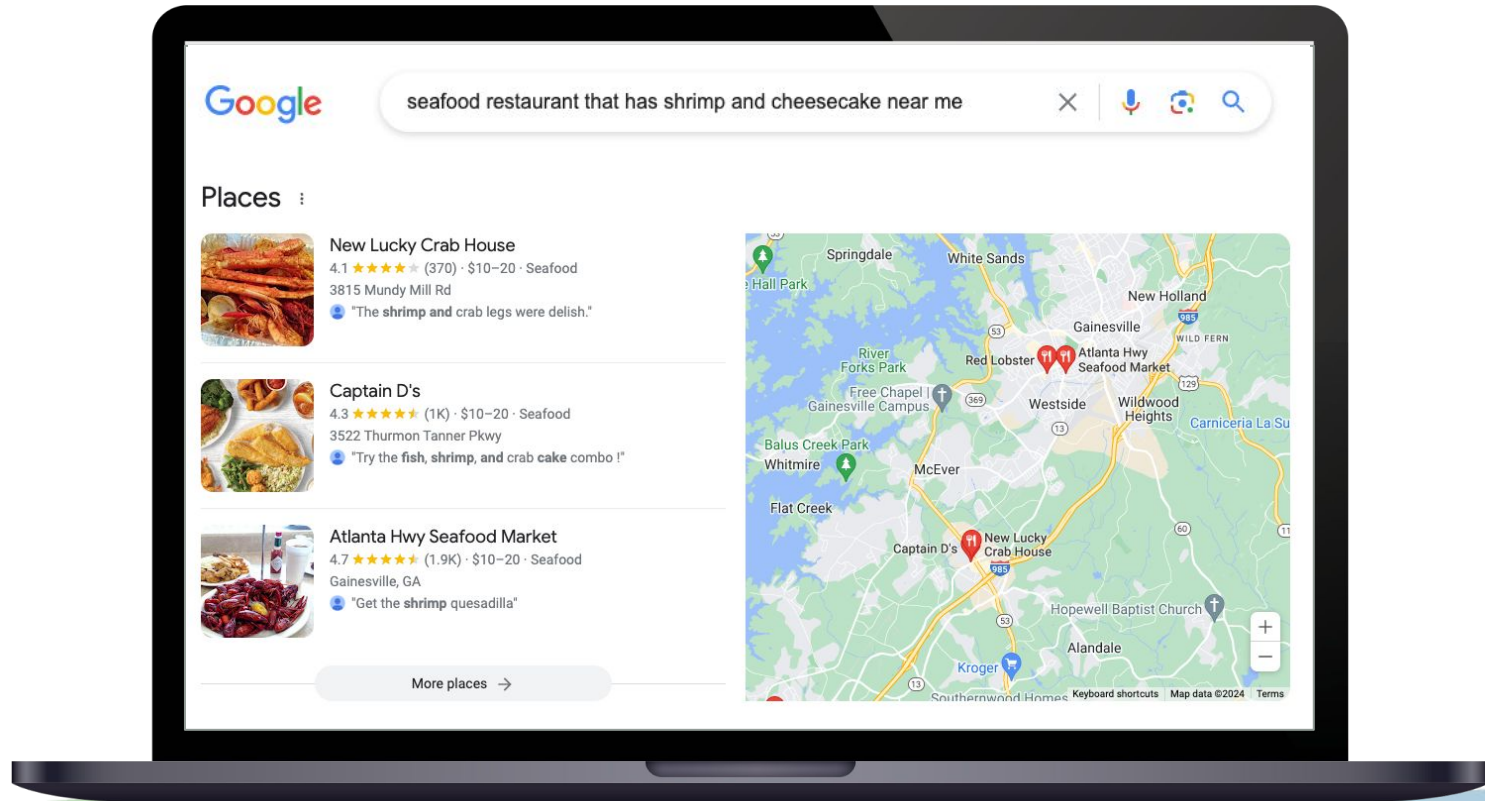 Google
seafood restaurant that has shrimp and cheesecake near me
Places
New Lucky Crab House
4.1 ★★★★★ (370) · $10–20 · Seafood
3815 Mundy Mill Rd
"The shrimp and crab legs were delish."
Captain D's
4.3 ★★★★★ (1K) · $10–20 · Seafood
3522 Thurmon Tanner Pkwy
"Try the fish, shrimp, and crab cake combo !"
Atlanta Hwy Seafood Market
4.7 ★★★★★ (1.9K) · $10–20 · Seafood
Gainesville, GA
"Get the shrimp quesadilla"
More places →
53
Springdale
White Sands
e Hall Park
New Holland
985
53
Gainesville
WILD FERN
River
Forks Park
Red Lobster
Atlanta Hwy
Seafood Market
129
Free Chapel |
Gainesville Campus
369
Westside
Wildwood
Heights
13
Carniceria La Su
Balus Creek Park
Whitmire
McEver
Flat Creek
60
11
Captain D's
New Lucky
Crab House
985
53
Hopewell Baptist Church
Alandale
Kroger
13
Southernwood Homes
+
−
Keyboard shortcuts
Map data ©2024
Terms